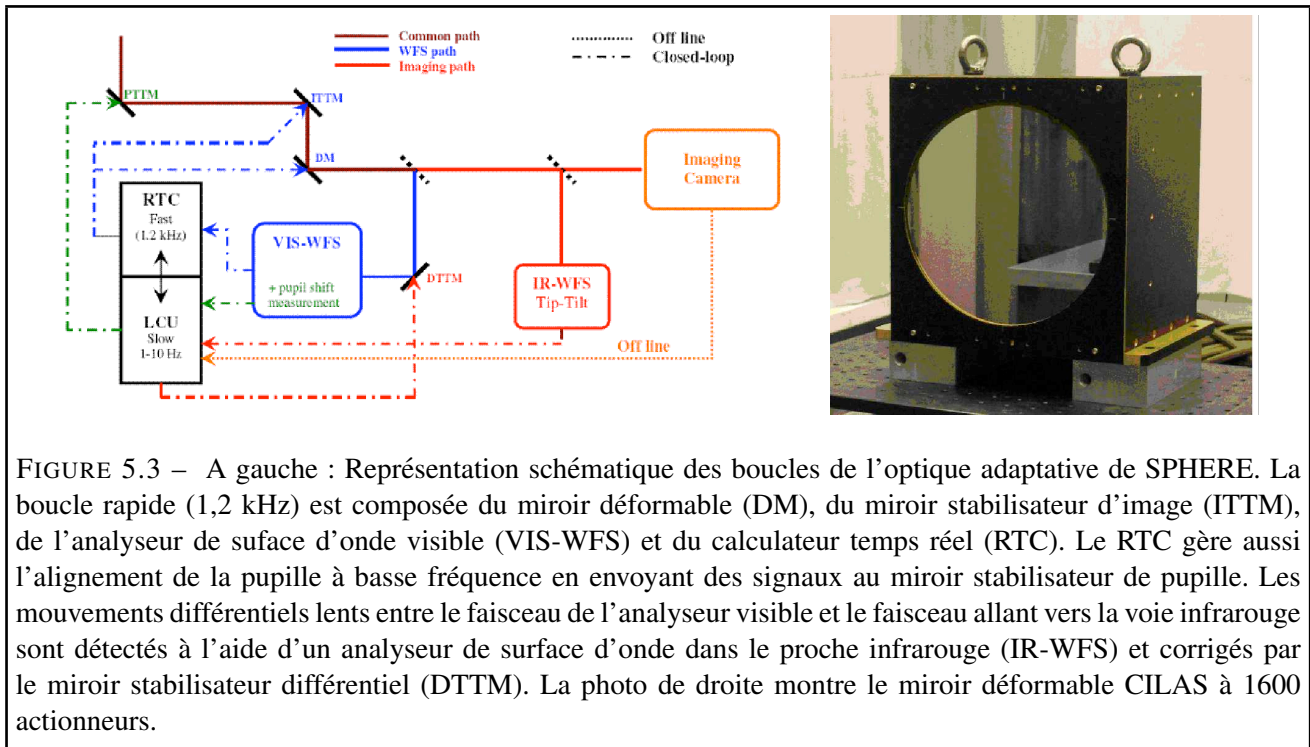 Common path
WFS path
Imaging path
Off line
Closed-loop
PTTM
ITTM
DM
Imaging
Camera
RTC
Fast
(1.2 kHz)
VIS-WFS
+ pupil shift
measurement
DTTM
IR-WFS
Tip-Tilt
LCU
Slow
1-10 Hz
Off line
FIGURE 5.3 – A gauche : Représentation schématique des boucles de l'optique adaptative de SPHERE. La
boucle rapide (1,2 kHz) est composée du miroir déformable (DM), du miroir stabilisateur d'image (ITTM),
de l'analyseur de suface d'onde visible (VIS-WFS) et du calculateur temps réel (RTC). Le RTC gère aussi
l'alignement de la pupille à basse fréquence en envoyant des signaux au miroir stabilisateur de pupille. Les
mouvements différentiels lents entre le faisceau de l'analyseur visible et le faisceau allant vers la voie infrarouge
sont détectés à l'aide d'un analyseur de surface d'onde dans le proche infrarouge (IR-WFS) et corrigés par
le miroir stabilisateur différentiel (DTTM). La photo de droite montre le miroir déformable CILAS à 1600
actionneurs.